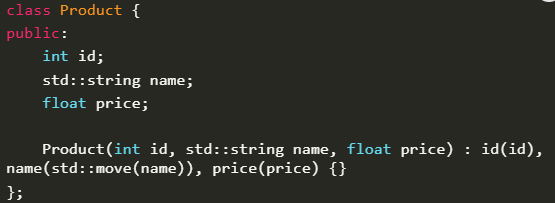 class Product {
public:
    int id;
    std::string name;
    float price;

    Product(int id, std::string name, float price) : id(id),
name(std::move(name)), price(price) {}
};